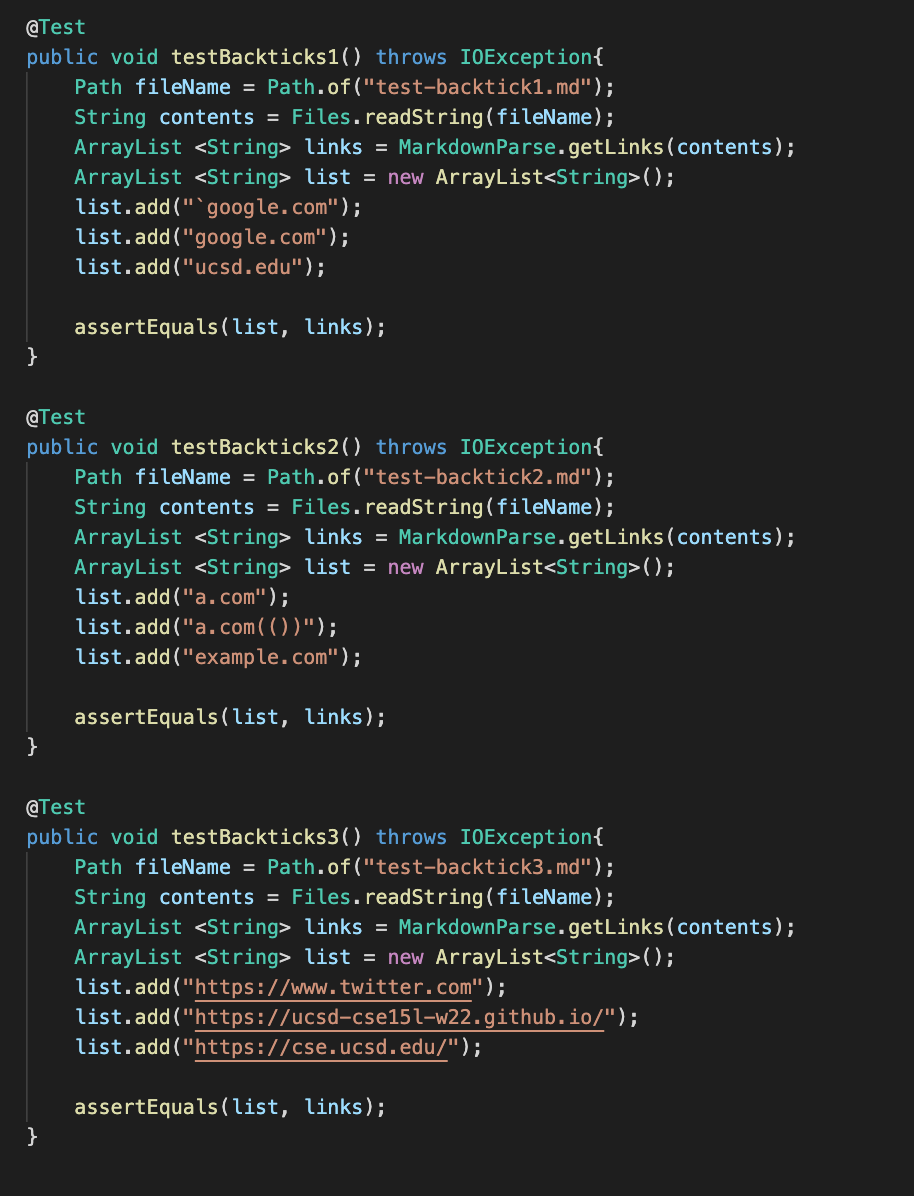 @Test
public void testBackticks1() throws IOException{
    Path fileName = Path.of("test-backtick1.md");
    String contents = Files.readString(fileName);
    ArrayList <String> links = MarkdownParse.getLinks(contents);
    ArrayList <String> list = new ArrayList<String>();
    list.add("`google.com");
    list.add("google.com");
    list.add("ucsd.edu");

    assertEquals(list, links);
}

@Test
public void testBackticks2() throws IOException{
    Path fileName = Path.of("test-backtick2.md");
    String contents = Files.readString(fileName);
    ArrayList <String> links = MarkdownParse.getLinks(contents);
    ArrayList <String> list = new ArrayList<String>();
    list.add("a.com");
    list.add("a.com(())");
    list.add("example.com");

    assertEquals(list, links);
}

@Test
public void testBackticks3() throws IOException{
    Path fileName = Path.of("test-backtick3.md");
    String contents = Files.readString(fileName);
    ArrayList <String> links = MarkdownParse.getLinks(contents);
    ArrayList <String> list = new ArrayList<String>();
    list.add("https://www.twitter.com");
    list.add("https://ucsd-cse15l-w22.github.io/");
    list.add("https://cse.ucsd.edu/");

    assertEquals(list, links);
}